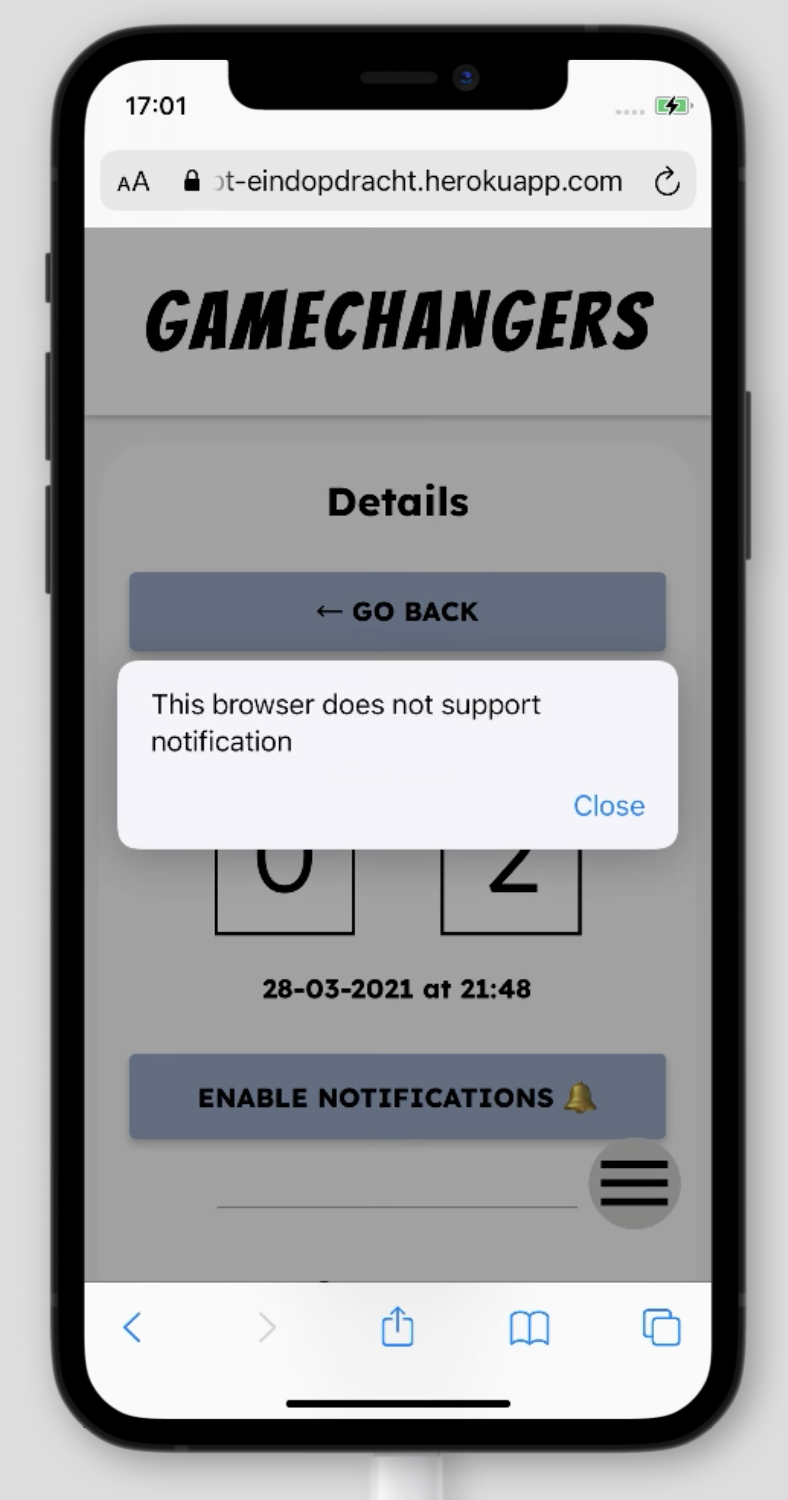 17:01
AA ot-eindopdracht.herokuapp.com
GAMECHANGERS
Details
← GO BACK
This browser does not support
notification
Close
0 2
28-03-2021 at 21:48
ENABLE NOTIFICATIONS 🔔